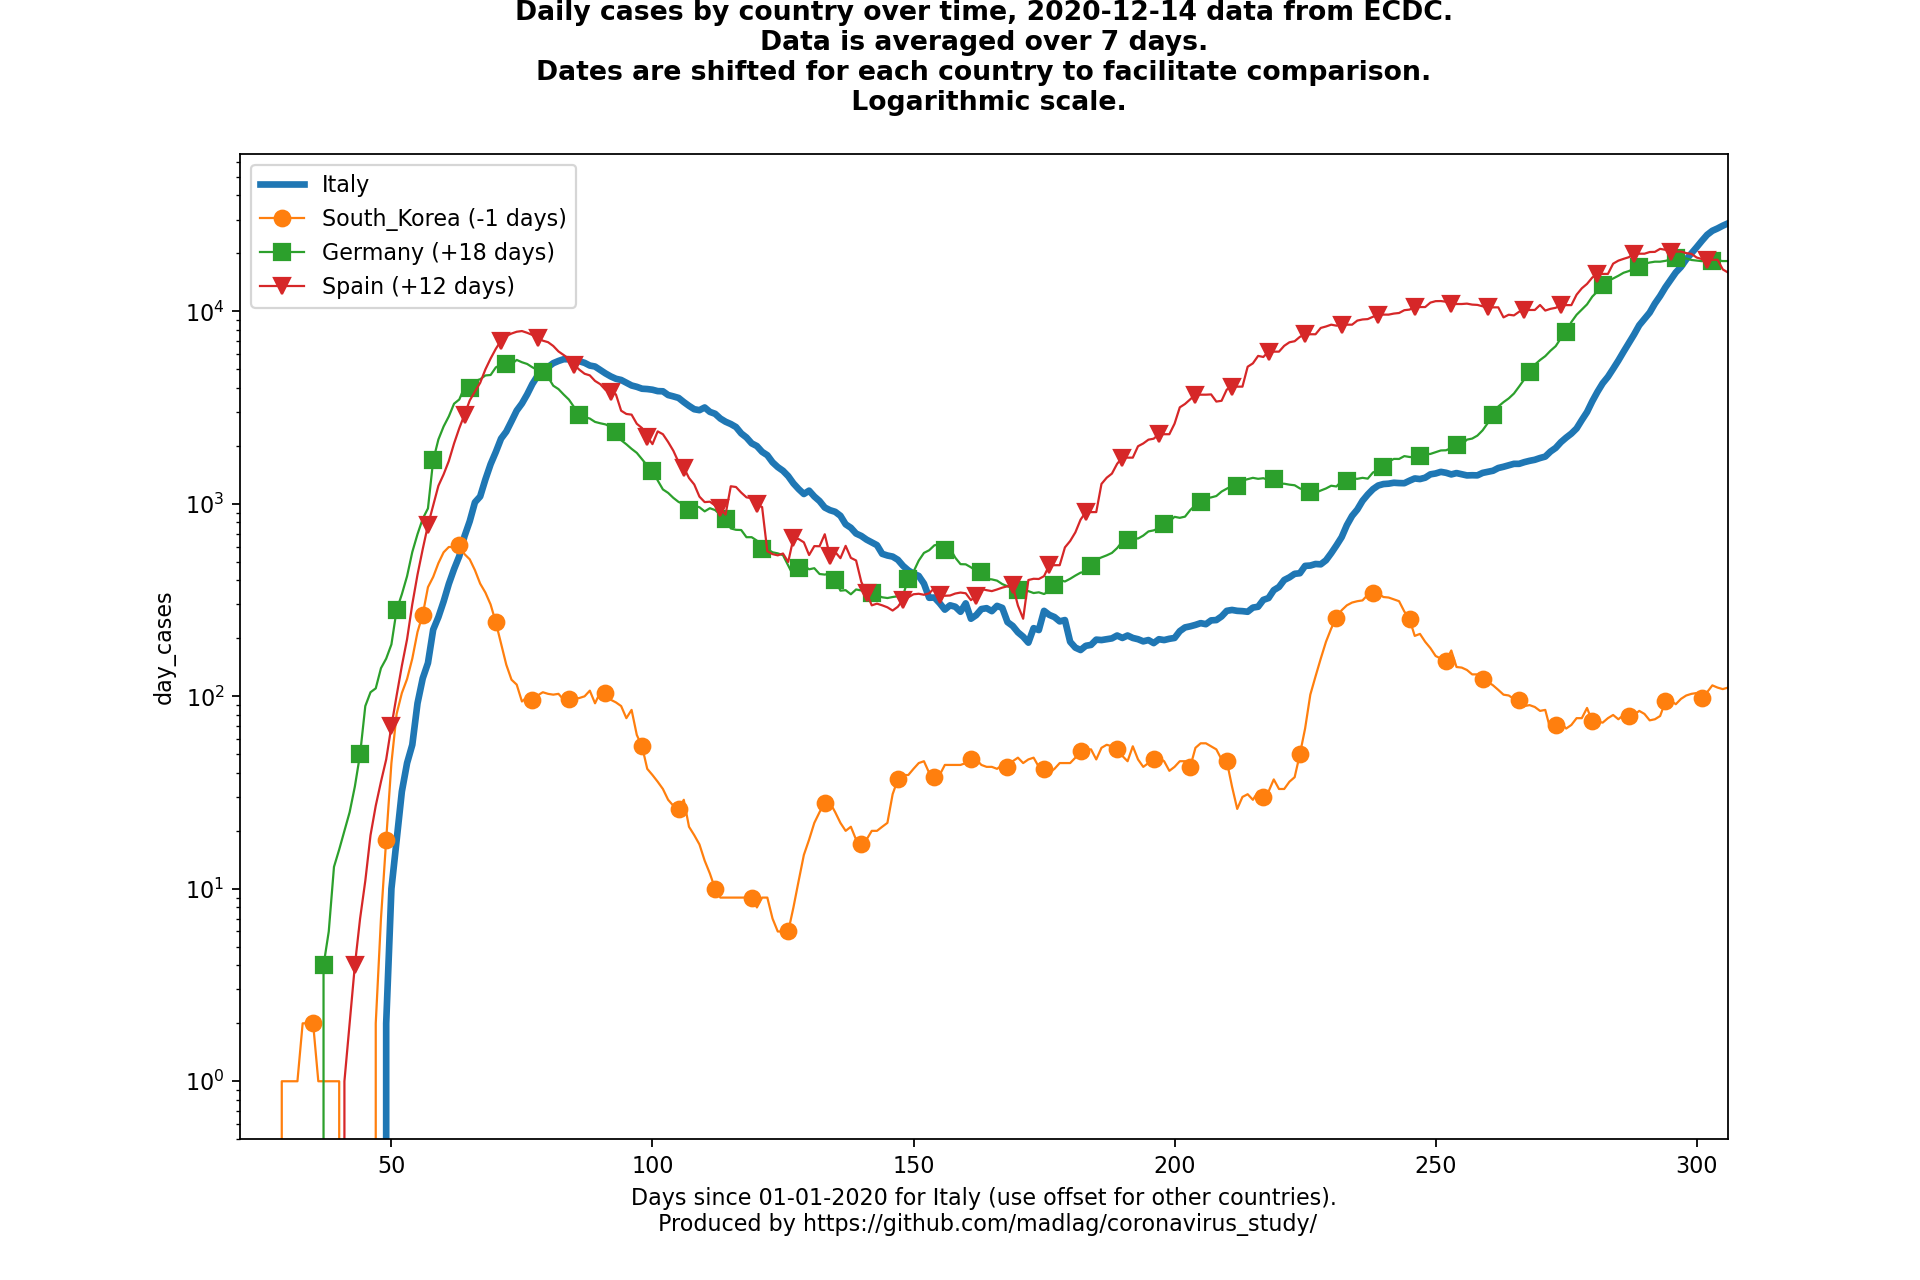 Daily cases by country over time, 2020-12-14 data from ECDC.
Data is averaged over 7 days.
Dates are shifted for each country to facilitate comparison.
Logarithmic scale.
Italy
South_Korea (-1 days)
Germany (+18 days)
Spain (+12 days)
day_cases
10⁴
10³
10²
10¹
10⁰
50 100 150 200 250 300
Days since 01-01-2020 for Italy (use offset for other countries).
Produced by https://github.com/madlag/coronavirus_study/